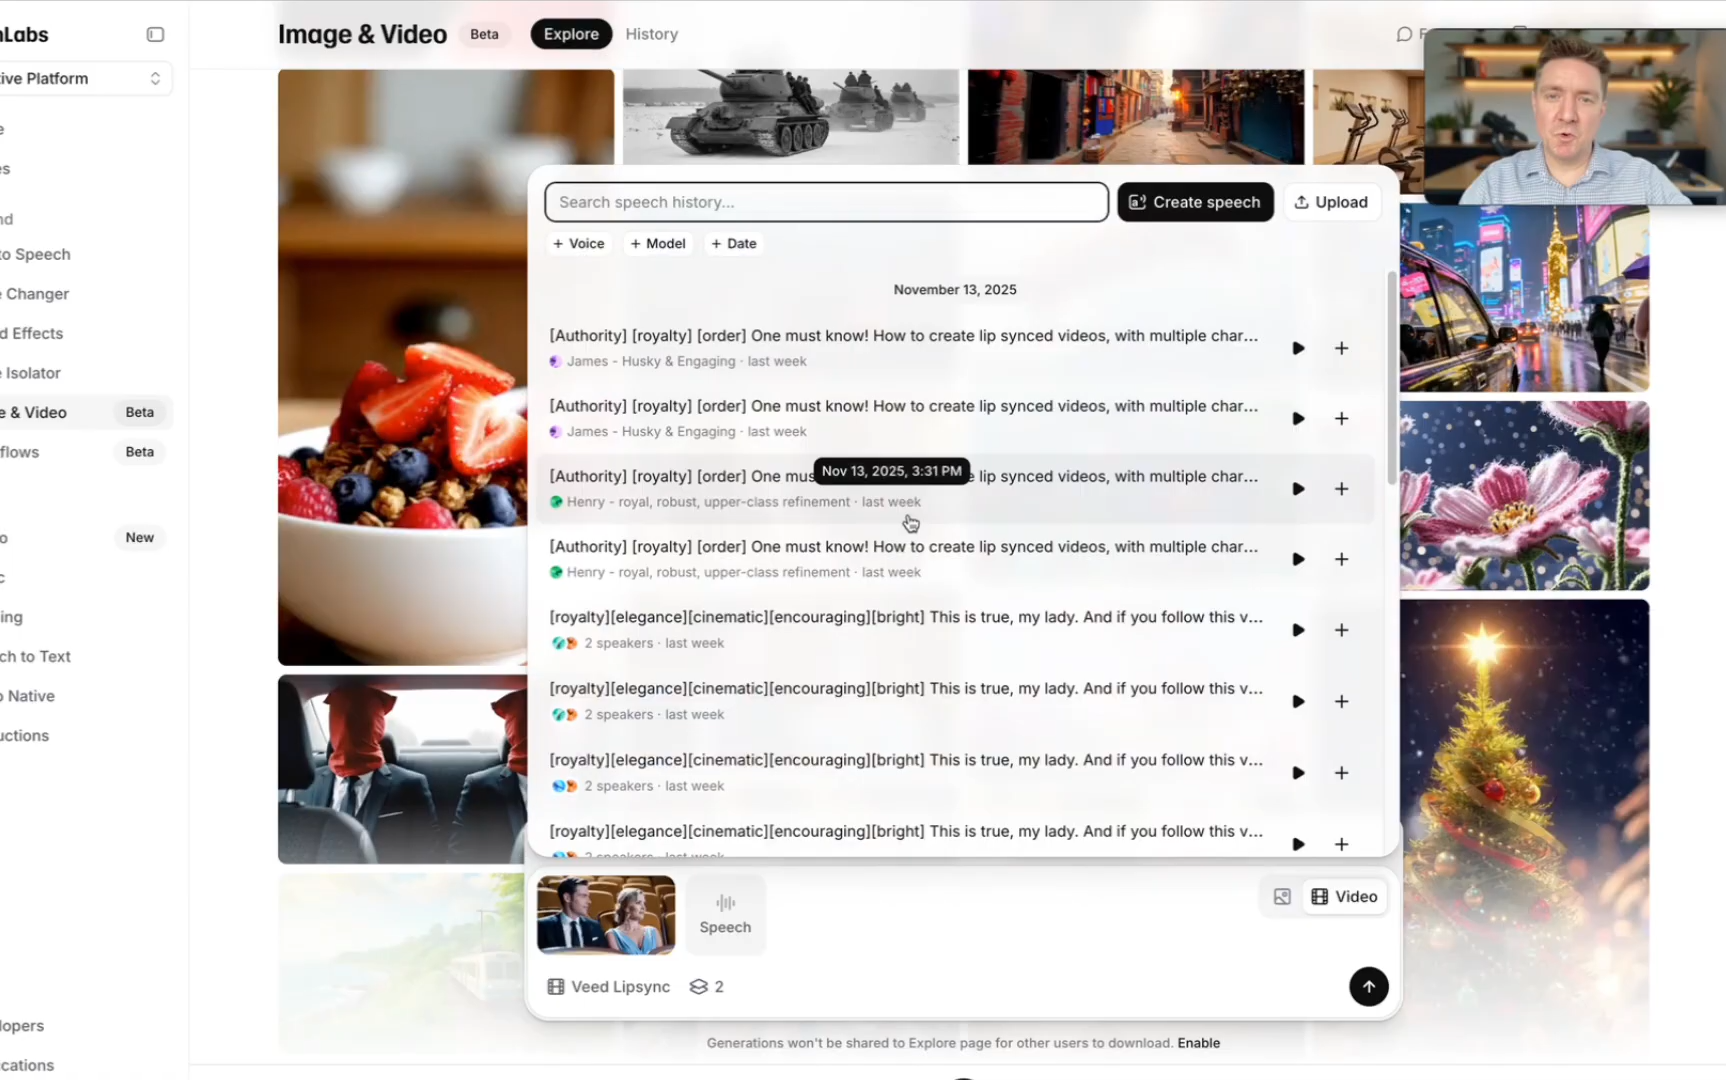 nLabs
Image & Video
Beta
Explore
History
F
ive Platform
e
es
nd
to Speech
e Changer
d Effects
e Isolator
e & Video
Beta
flows
Beta
o
New
c
ing
ch to Text
o Native
uctions
lopers
cations
Search speech history...
Create speech
Upload
+ Voice
+ Model
+ Date
November 13, 2025
[Authority] [royalty] [order] One must know! How to create lip synced videos, with multiple char...
James - Husky & Engaging · last week
[Authority] [royalty] [order] One must know! How to create lip synced videos, with multiple char...
James - Husky & Engaging · last week
Nov 13, 2025, 3:31 PM
[Authority] [royalty] [order] One mus lip synced videos, with multiple char...
Henry - royal, robust, upper-class refinement · last week
[Authority] [royalty] [order] One must know! How to create lip synced videos, with multiple char...
Henry - royal, robust, upper-class refinement · last week
[royalty][elegance][cinematic][encouraging][bright] This is true, my lady. And if you follow this v...
2 speakers · last week
[royalty][elegance][cinematic][encouraging][bright] This is true, my lady. And if you follow this v...
2 speakers · last week
[royalty][elegance][cinematic][encouraging][bright] This is true, my lady. And if you follow this v...
2 speakers · last week
[royalty][elegance][cinematic][encouraging][bright] This is true, my lady. And if you follow this v...
2 speakers · last week
Speech
Video
Veed Lipsync
2
Generations won't be shared to Explore page for other users to download. Enable